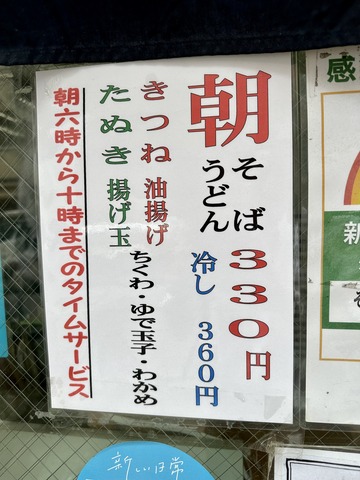 朝そば 330円
うどん 冷し 360円
きつね 油揚げ
たぬき 揚げ玉
ちくわ・ゆで玉子・わかめ
朝六時から十時までのタイムサービス
感
新
新しい日常